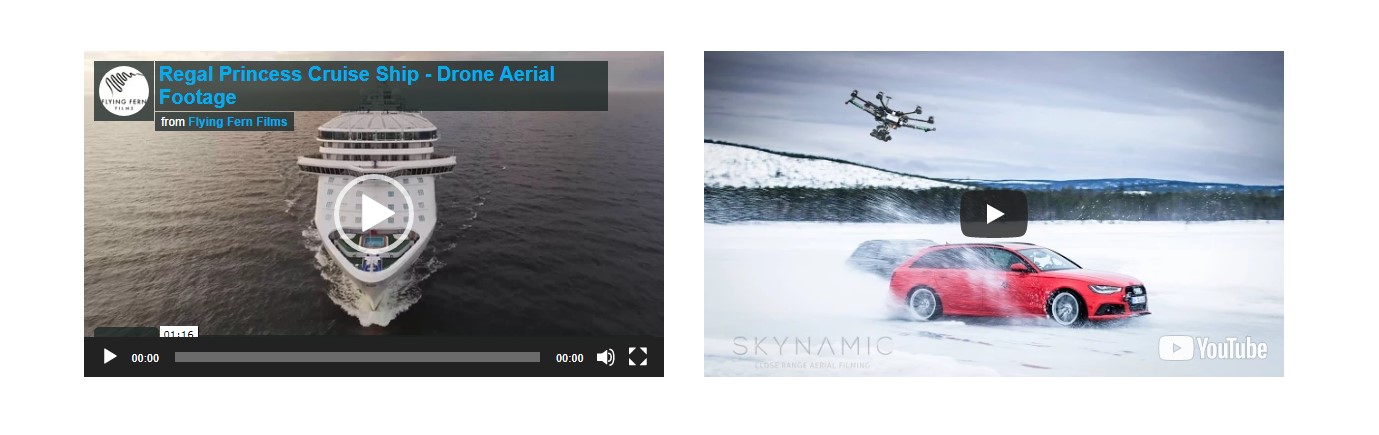 Regal Princess Cruise Ship - Drone Aerial
Footage
FLYING FERN
FILMS
from Flying Fern Films
01:16
00:00
00:00
SKYNAMIC
CLOSE RANGE AERIAL FILMING
YouTube